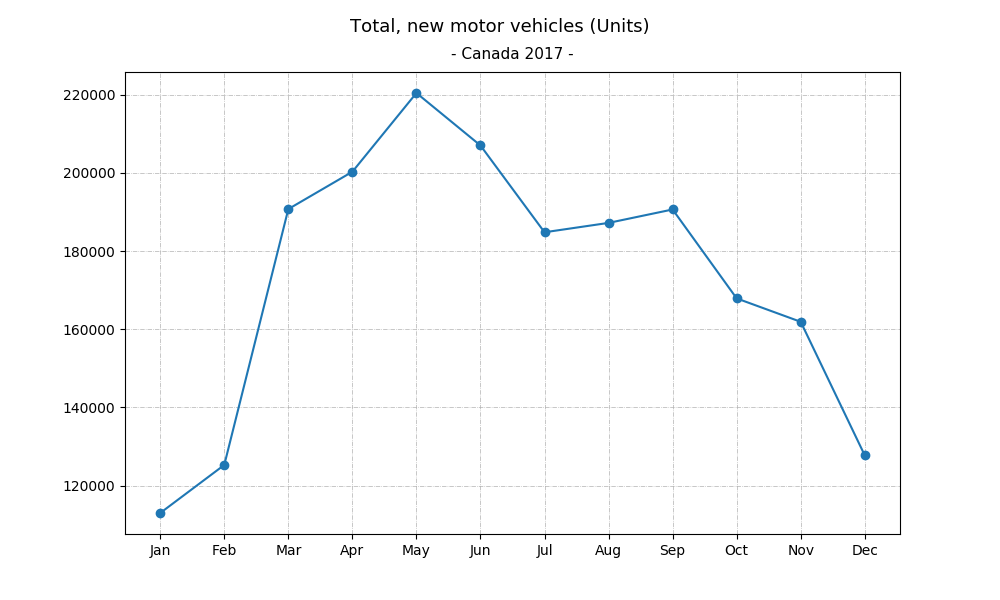 Total, new motor vehicles (Units)
- Canada 2017 -
220000
200000
180000
160000
140000
120000
Jan Feb Mar Apr May Jun Jul Aug Sep Oct Nov Dec